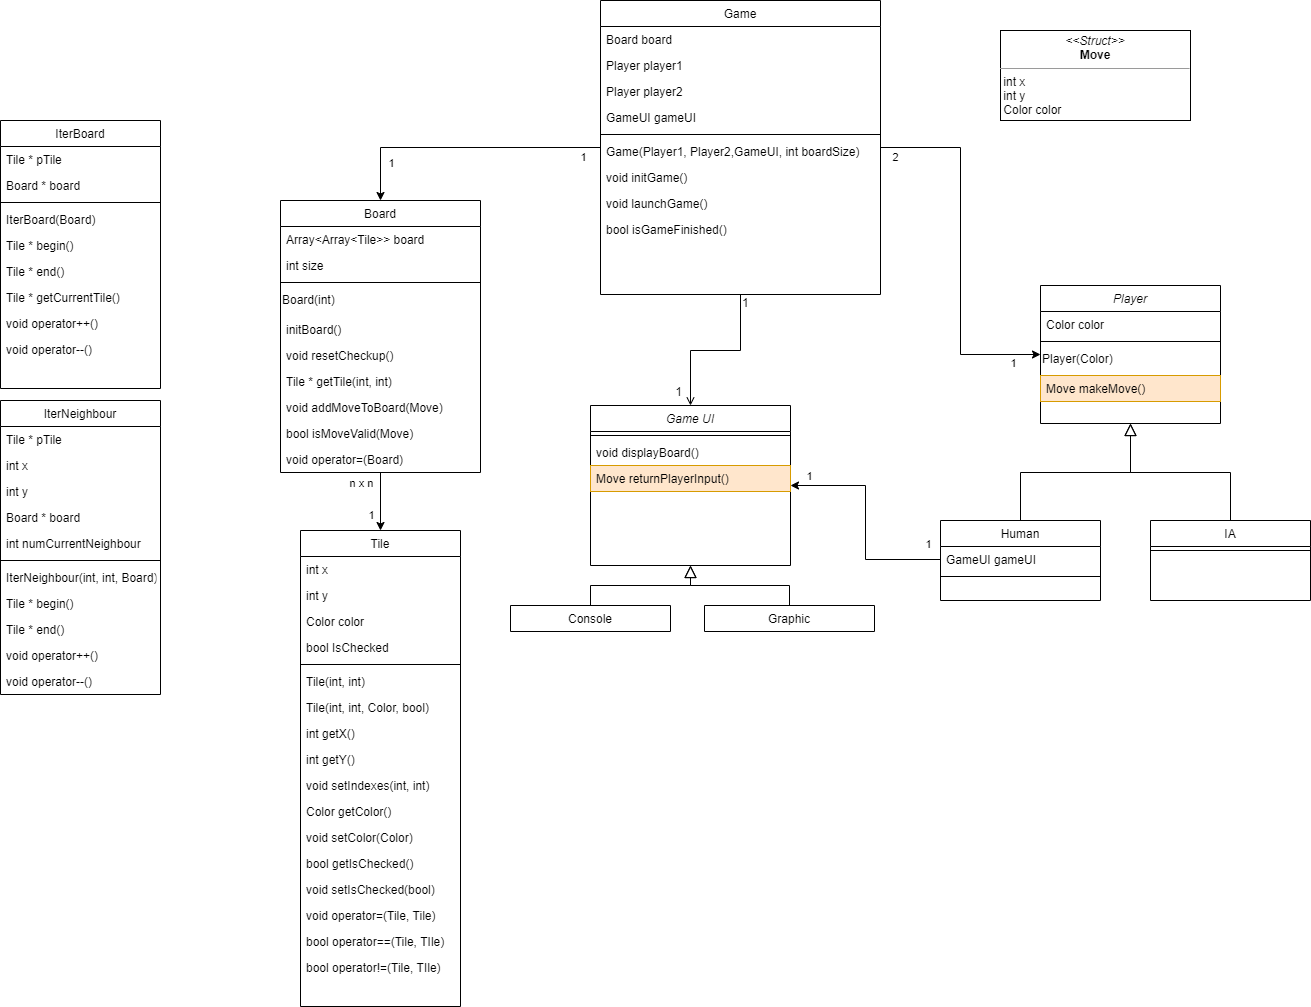 Game
Board board
Player player1
Player player2
GameUI gameUI
Game(Player1, Player2,GameUI, int boardSize)
void initGame()
void launchGame()
bool isGameFinished()
<<Struct>>
Move
int x
int y
Color color
IterBoard
Tile * pTile
Board * board
IterBoard(Board)
Tile * begin()
Tile * end()
Tile * getCurrentTile()
void operator++()
void operator--()
IterNeighbour
Tile * pTile
int x
int y
Board * board
int numCurrentNeighbour
IterNeighbour(int, int, Board)
Tile * begin()
Tile * end()
void operator++()
void operator--()
1
1
2
1
1
1
Board
Array<Array<Tile>> board
int size
Board(int)
initBoard()
void resetCheckup()
Tile * getTile(int, int)
void addMoveToBoard(Move)
bool isMoveValid(Move)
void operator=(Board)
n x n
1
Tile
int x
int y
Color color
bool IsChecked
Tile(int, int)
Tile(int, int, Color, bool)
int getX()
int getY()
void setIndexes(int, int)
Color getColor()
void setColor(Color)
bool getIsChecked()
void setIsChecked(bool)
void operator=(Tile, Tile)
bool operator==(Tile, TIle)
bool operator!=(Tile, TIle)
Game UI
void displayBoard()
Move returnPlayerInput()
1
1
Console
Graphic
Player
Color color
Player(Color)
Move makeMove()
Human
GameUI gameUI
IA